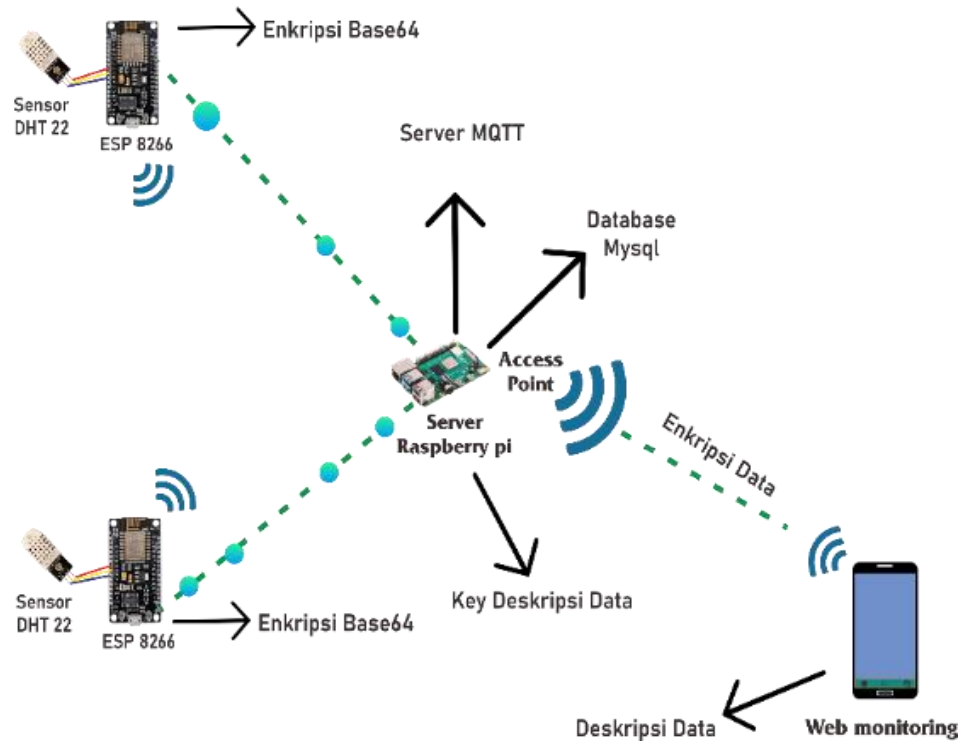 Enkripsi Base64
Sensor
DHT 22
ESP 8266
Server MQTT
Database
Mysql
Access
Point
Server
Raspberry pi
Enkripsi Data
Key Deskripsi Data
Sensor
DHT 22
ESP 8266
Enkripsi Base64
Deskripsi Data
Web monitoring